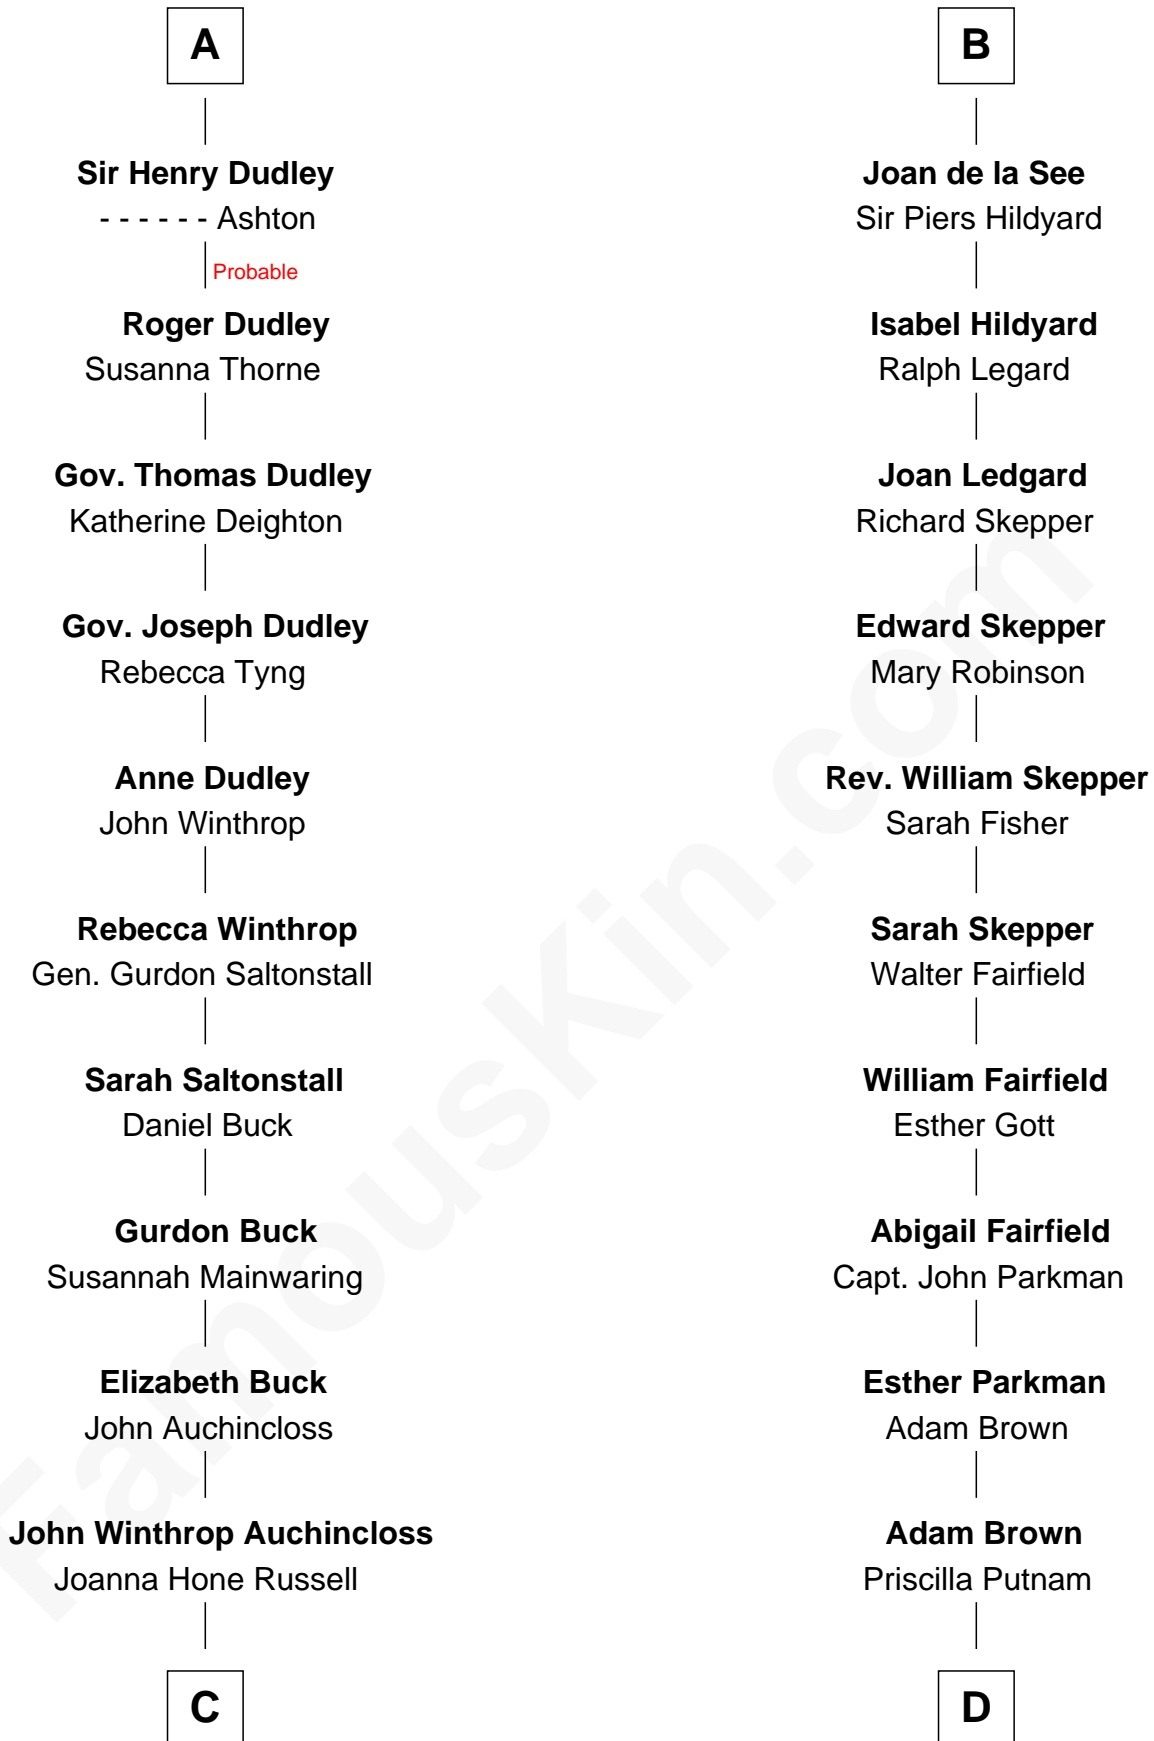 A
Sir Henry Dudley
- - - - - - Ashton
Probable
Roger Dudley
Susanna Thorne
Gov. Thomas Dudley
Katherine Deighton
Gov. Joseph Dudley
Rebecca Tyng
Anne Dudley
John Winthrop
Rebecca Winthrop
Gen. Gurdon Saltonstall
Sarah Saltonstall
Daniel Buck
Gurdon Buck
Susannah Mainwaring
Elizabeth Buck
John Auchincloss
John Winthrop Auchincloss
Joanna Hone Russell
C
B
Joan de la See
Sir Piers Hildyard
Isabel Hildyard
Ralph Legard
Joan Ledgard
Richard Skepper
Edward Skepper
Mary Robinson
Rev. William Skepper
Sarah Fisher
Sarah Skepper
Walter Fairfield
William Fairfield
Esther Gott
Abigail Fairfield
Capt. John Parkman
Esther Parkman
Adam Brown
Adam Brown
Priscilla Putnam
D
FamousKin.com